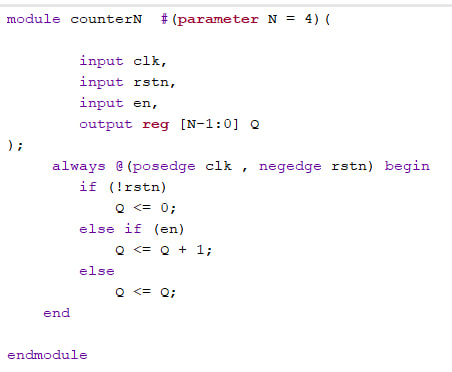 module counterN  #(parameter N = 4)(
input clk,
input rstn,
input en,
output reg [N-1:0] Q
);
always @(posedge clk , negedge rstn) begin
if (!rstn)
Q <= 0;
else if (en)
Q <= Q + 1;
else
Q <= Q;
end
endmodule